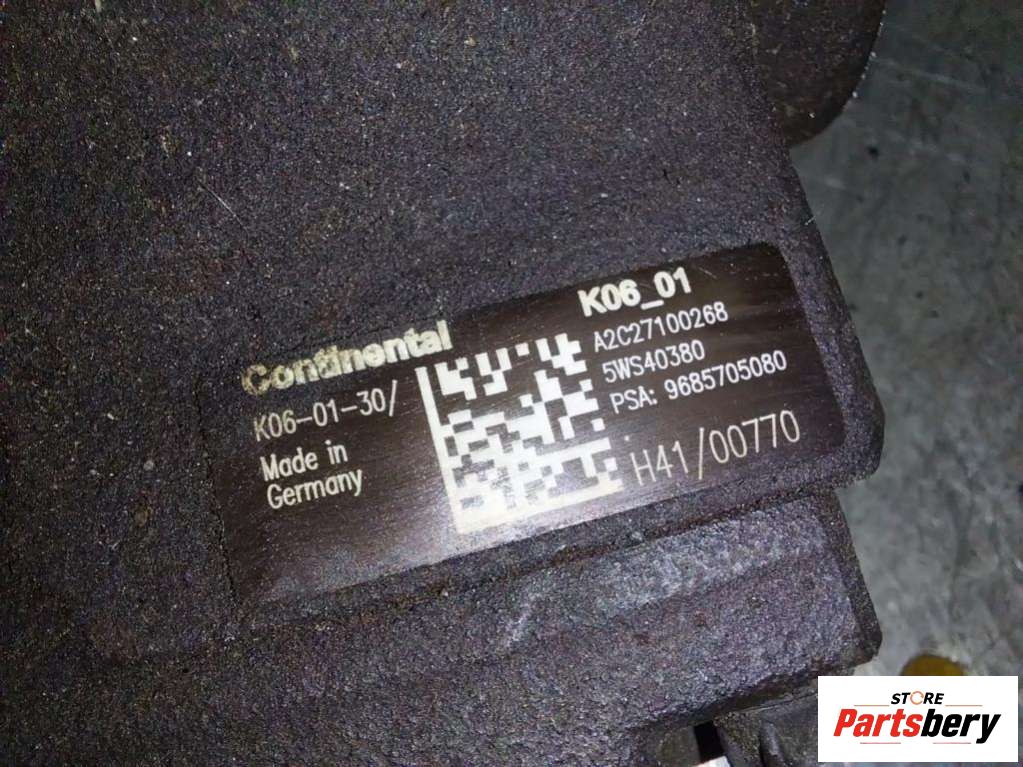 Continental
K06-01-30/
Made in
Germany
K06_01
A2C27100268
5WS40380
PSA: 9685705080
H41/00770
STORE
Partsbery